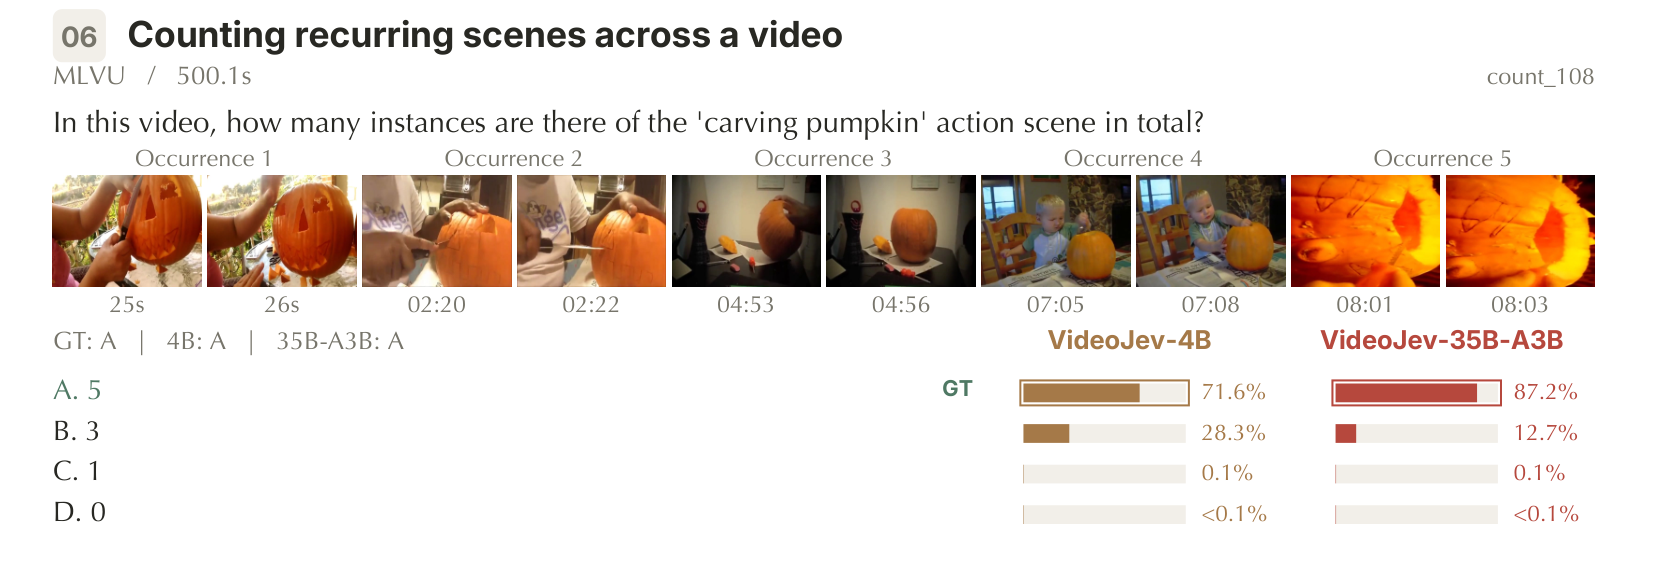 06 Counting recurring scenes across a video
MLVU / 500.1s count_108
In this video, how many instances are there of the 'carving pumpkin' action scene in total?
Occurrence 1 Occurrence 2 Occurrence 3 Occurrence 4 Occurrence 5
25s 26s 02:20 02:22 04:53 04:56 07:05 07:08 08:01 08:03
GT: A | 4B: A | 35B-A3B: A VideoJev-4B VideoJev-35B-A3B
A. 5 GT 71.6% 87.2%
B. 3 28.3% 12.7%
C. 1 0.1% 0.1%
D. 0 <0.1% <0.1%